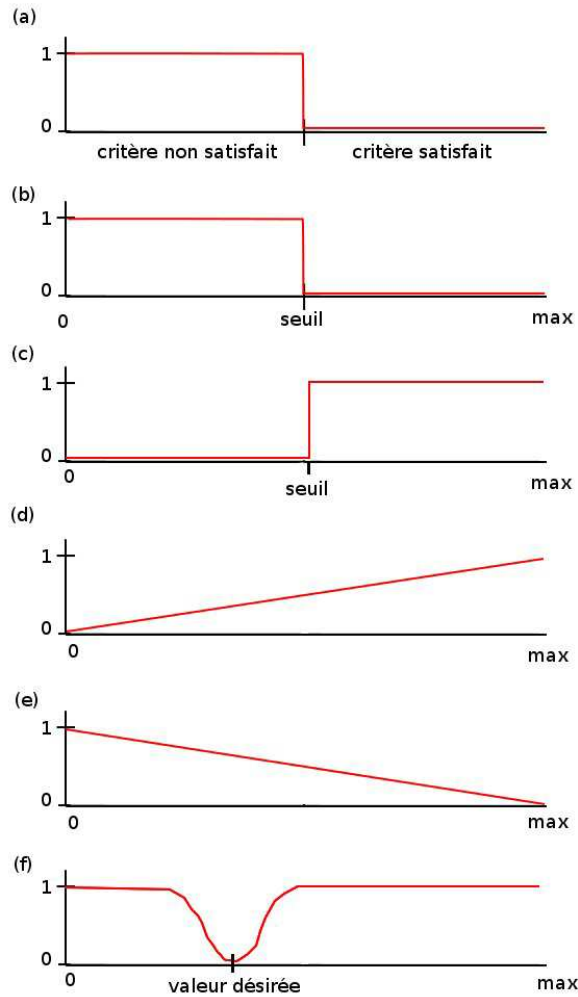 (a)
1
0
critère non satisfait critère satisfait
(b)
1
0
0 seuil max
(c)
1
0
0 seuil max
(d)
1
0
0 max
(e)
1
0
0 max
(f)
1
0
0 valeur désirée max